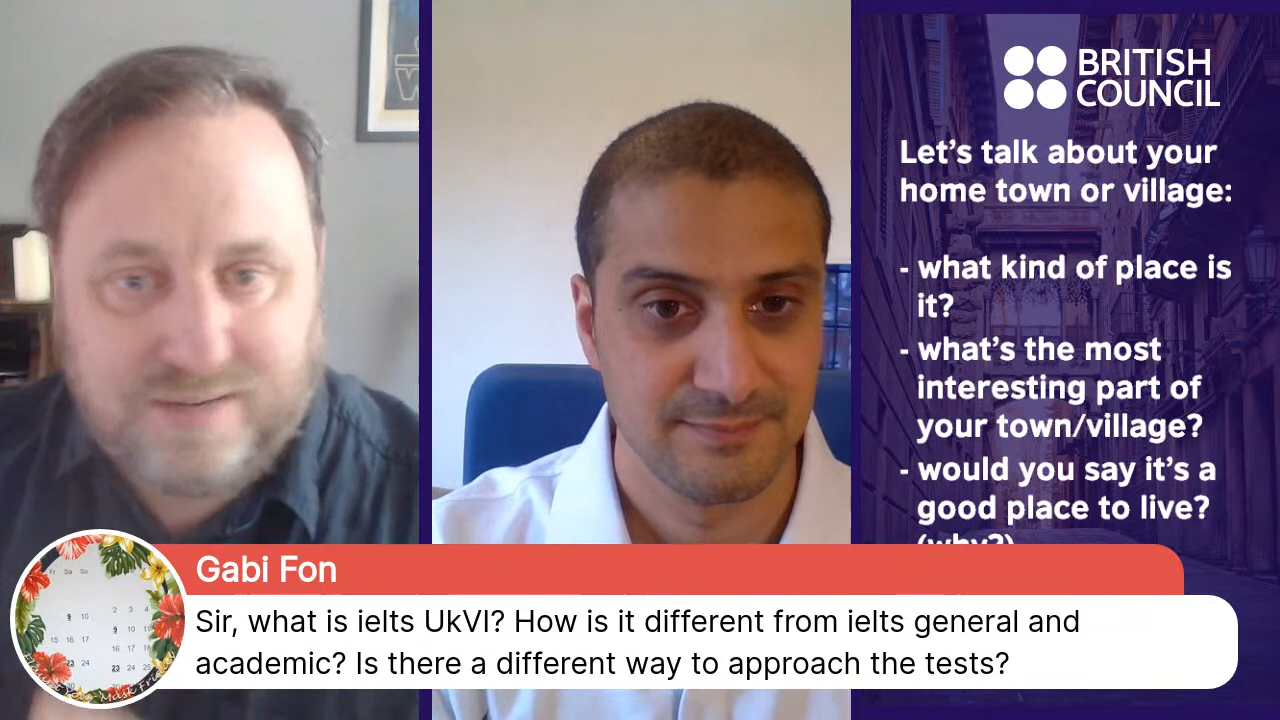 BRITISH
COUNCIL
Let's talk about your
home town or village:
- what kind of place is
it?
- what's the most
interesting part of
your town/village?
- would you say it's a
good place to live?
(why?)
Gabi Fon
Sir, what is ielts UkVI? How is it different from ielts general and
academic? Is there a different way to approach the tests?